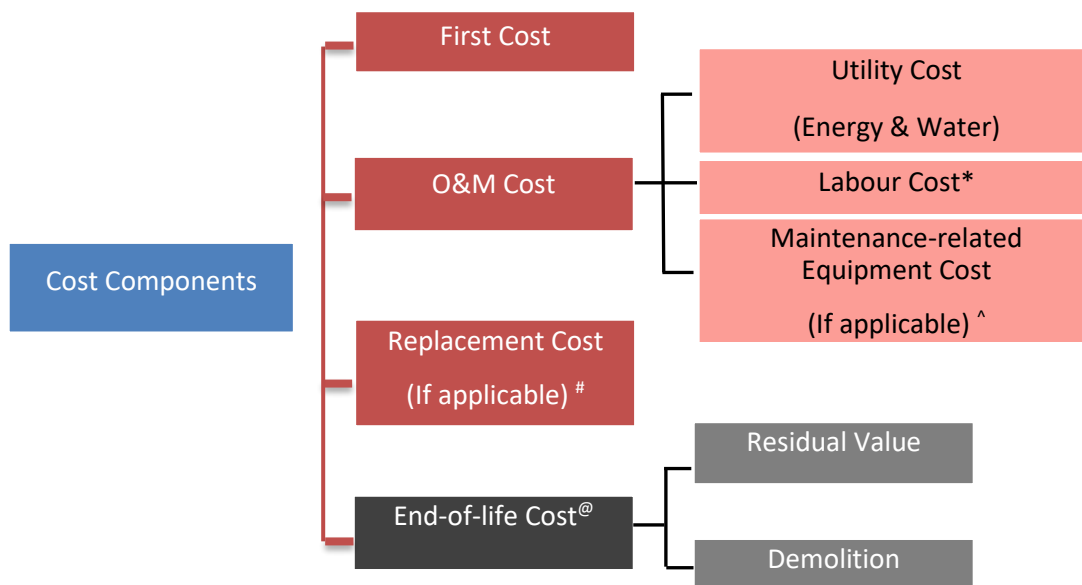 First Cost
Utility Cost
(Energy & Water)
O&M Cost
Labour Cost*
Maintenance-related
Equipment Cost
(If applicable) ^
Cost Components
Replacement Cost
(If applicable) #
Residual Value
End-of-life Cost@
Demolition